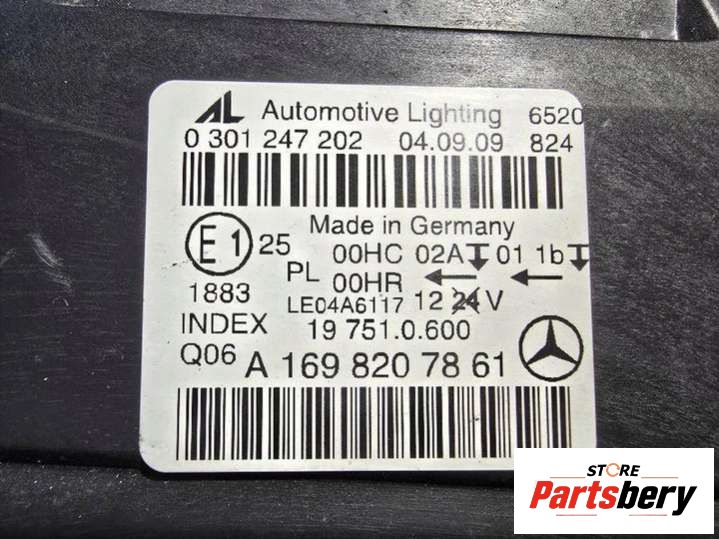 AL Automotive Lighting 6520
0 301 247 202 04.09.09 824
Made in Germany
E1 25 00HC 02A 01 1b
PL 00HR
1883 LE04A6117 12 24 V
INDEX 19 751.0.600
Q06 A 169 820 78 61
STORE
Partsbery